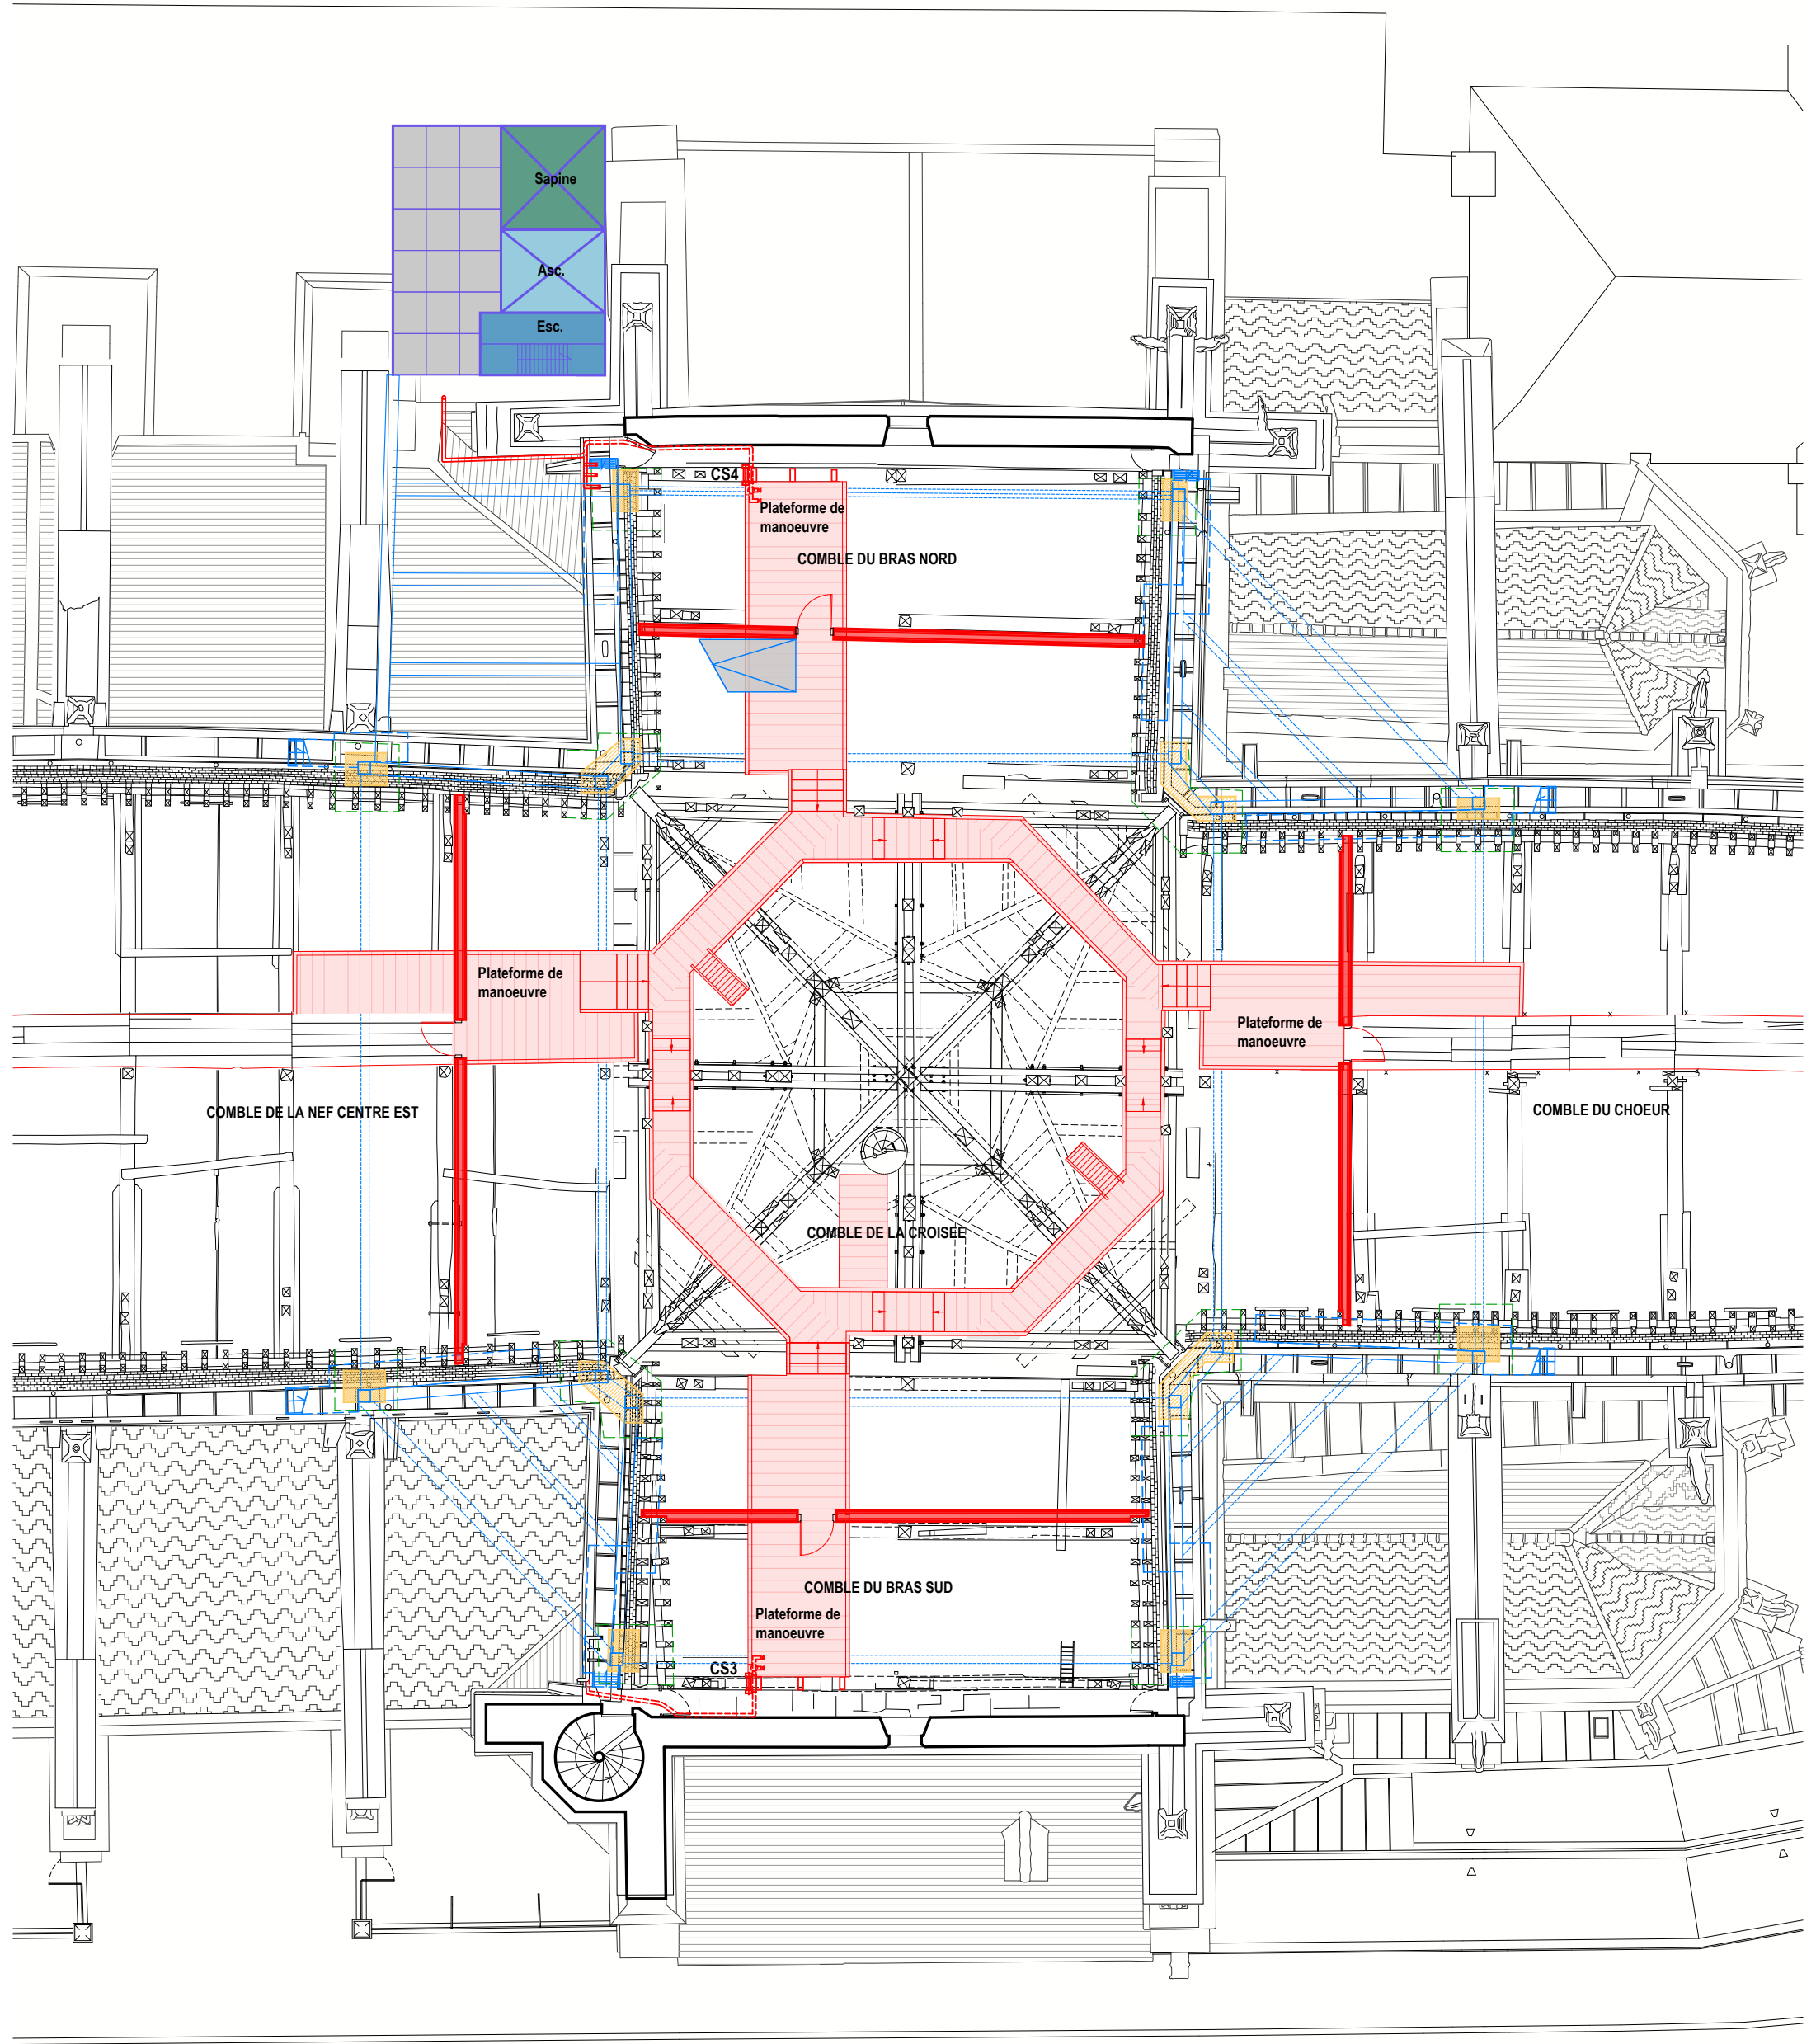 Sapine
Asc.
Esc.
CS4
Plateforme de
manoeuvre
COMBLE DU BRAS NORD
Plateforme de
manoeuvre
Plateforme de
manoeuvre
COMBLE DE LA NEF CENTRE EST
COMBLE DU CHOEUR
COMBLE DE LA CROISEE
COMBLE DU BRAS SUD
Plateforme de
manoeuvre
CS3